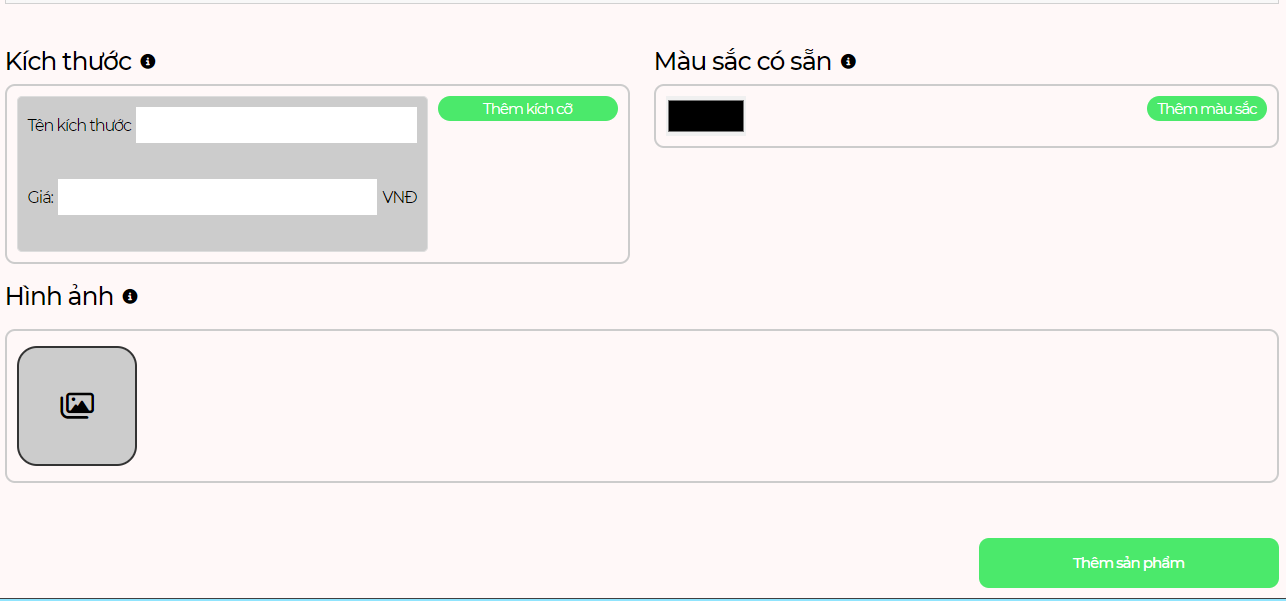 Kích thước
Màu sắc có sẵn
Tên kích thước
Thêm kích cỡ
Thêm màu sắc
Giá:
VNĐ
Hình ảnh
Thêm sản phẩm